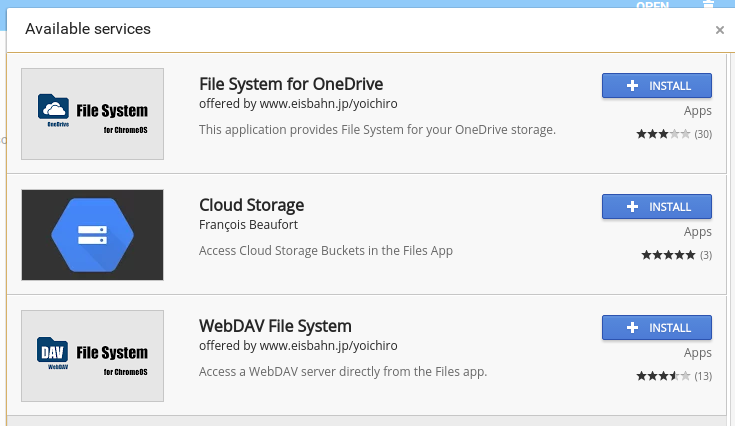 OPEN
Available services
×
File System
OneDrive
for ChromeOS
File System for OneDrive
offered by www.eisbahn.jp/yoichiro
This application provides File System for your OneDrive storage.
+ INSTALL
Apps
(30)
Cloud Storage
François Beaufort
Access Cloud Storage Buckets in the Files App
+ INSTALL
Apps
(3)
DAV
File System
WebDAV
for ChromeOS
WebDAV File System
offered by www.eisbahn.jp/yoichiro
Access a WebDAV server directly from the Files app.
+ INSTALL
Apps
(13)